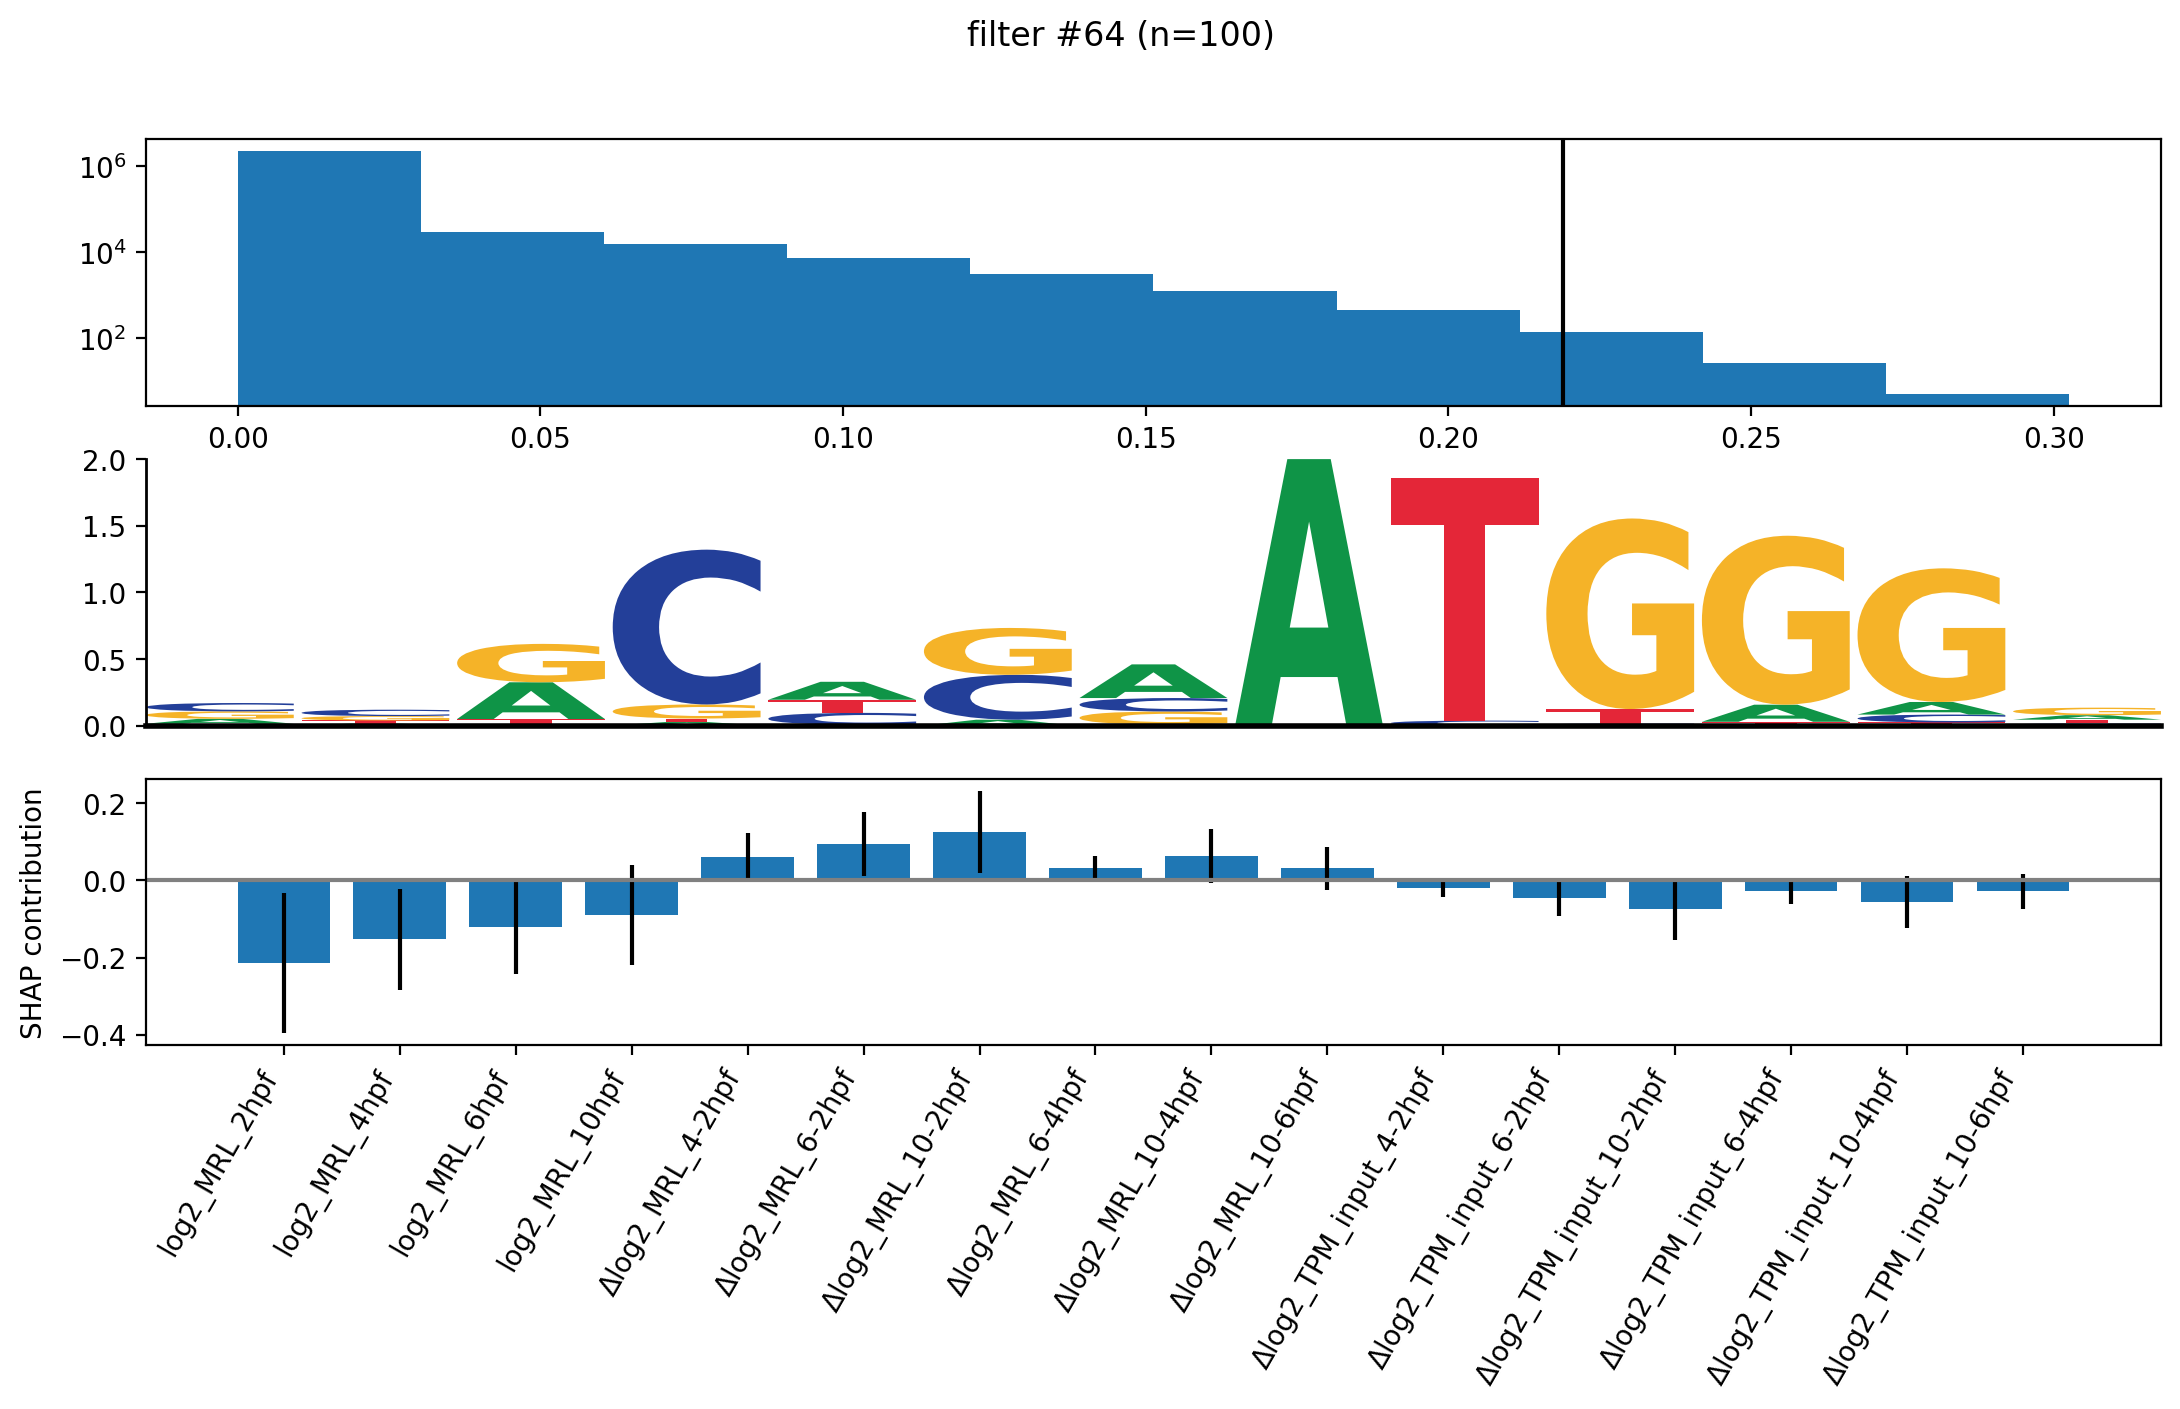 filter #64 (n=100)
10^6
10^4
10^2
0.00 0.05 0.10 0.15 0.20 0.25 0.30
2.0
1.5
1.0
0.5
0.0
C G A
C G T
G A T
C G T A
A T C
G C A
A C G
A
T C
G T
G A T
G A C T
G A T
SHAP contribution
0.2
0.0
−0.2
−0.4
log2_MRL_2hpf
log2_MRL_4hpf
log2_MRL_6hpf
log2_MRL_10hpf
Δlog2_MRL_4-2hpf
Δlog2_MRL_6-2hpf
Δlog2_MRL_10-2hpf
Δlog2_MRL_6-4hpf
Δlog2_MRL_10-4hpf
Δlog2_MRL_10-6hpf
Δlog2_TPM_input_4-2hpf
Δlog2_TPM_input_6-2hpf
Δlog2_TPM_input_10-2hpf
Δlog2_TPM_input_6-4hpf
Δlog2_TPM_input_10-4hpf
Δlog2_TPM_input_10-6hpf